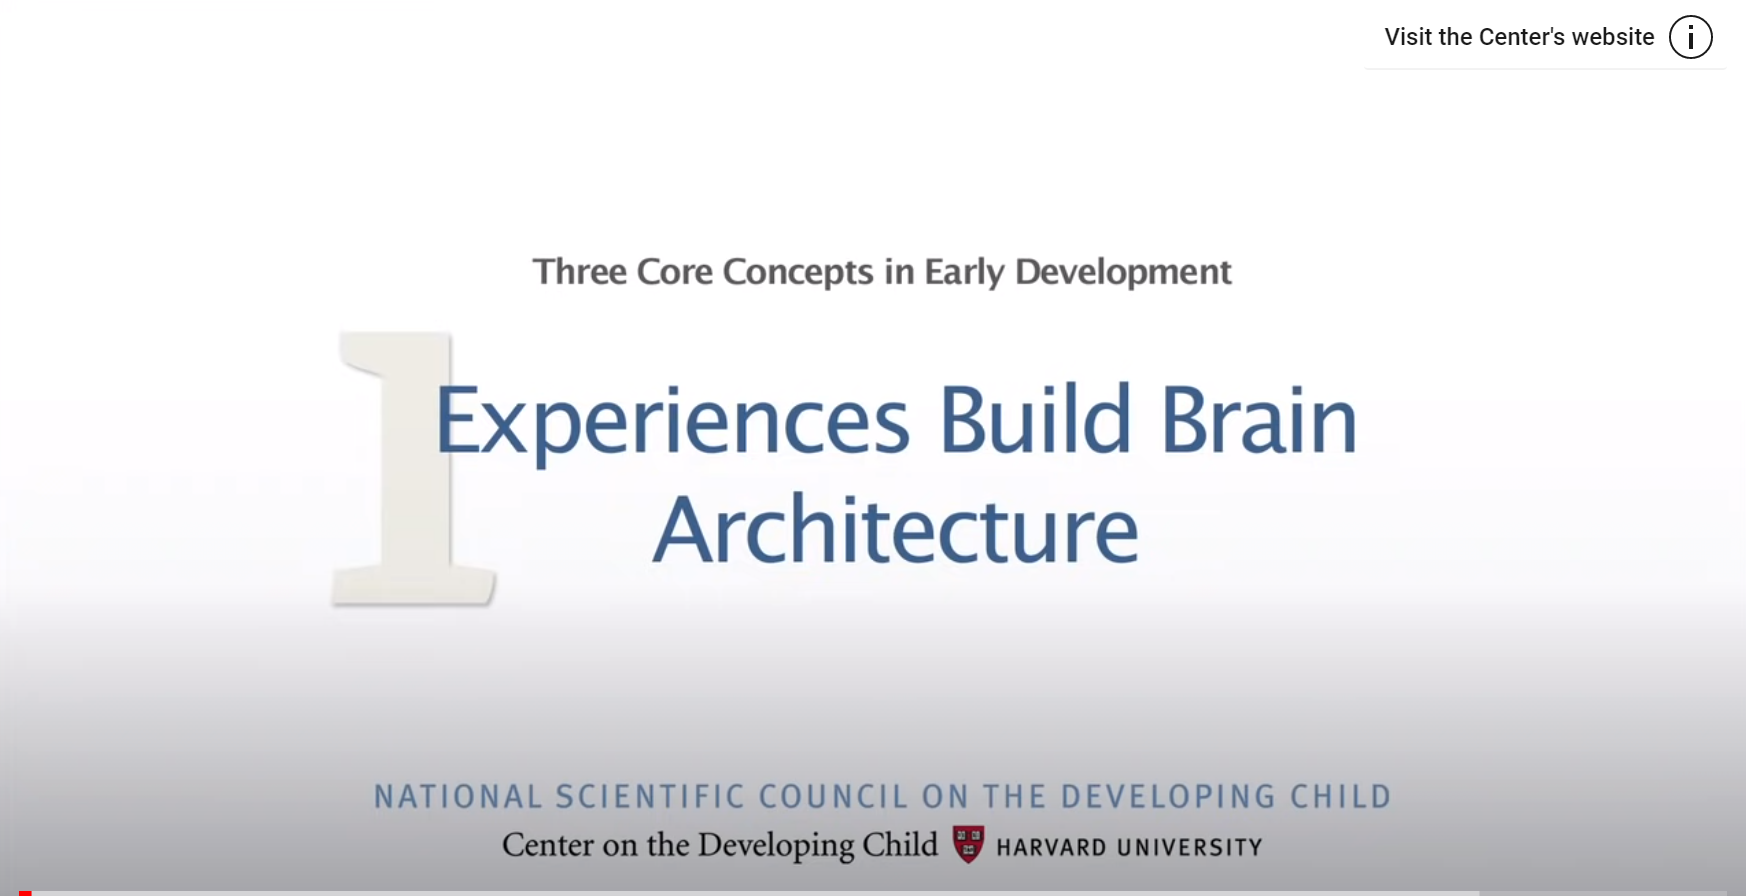 Visit the Center's website
Three Core Concepts in Early Development
1
Experiences Build Brain
Architecture
NATIONAL SCIENTIFIC COUNCIL ON THE DEVELOPING CHILD
Center on the Developing Child HARVARD UNIVERSITY